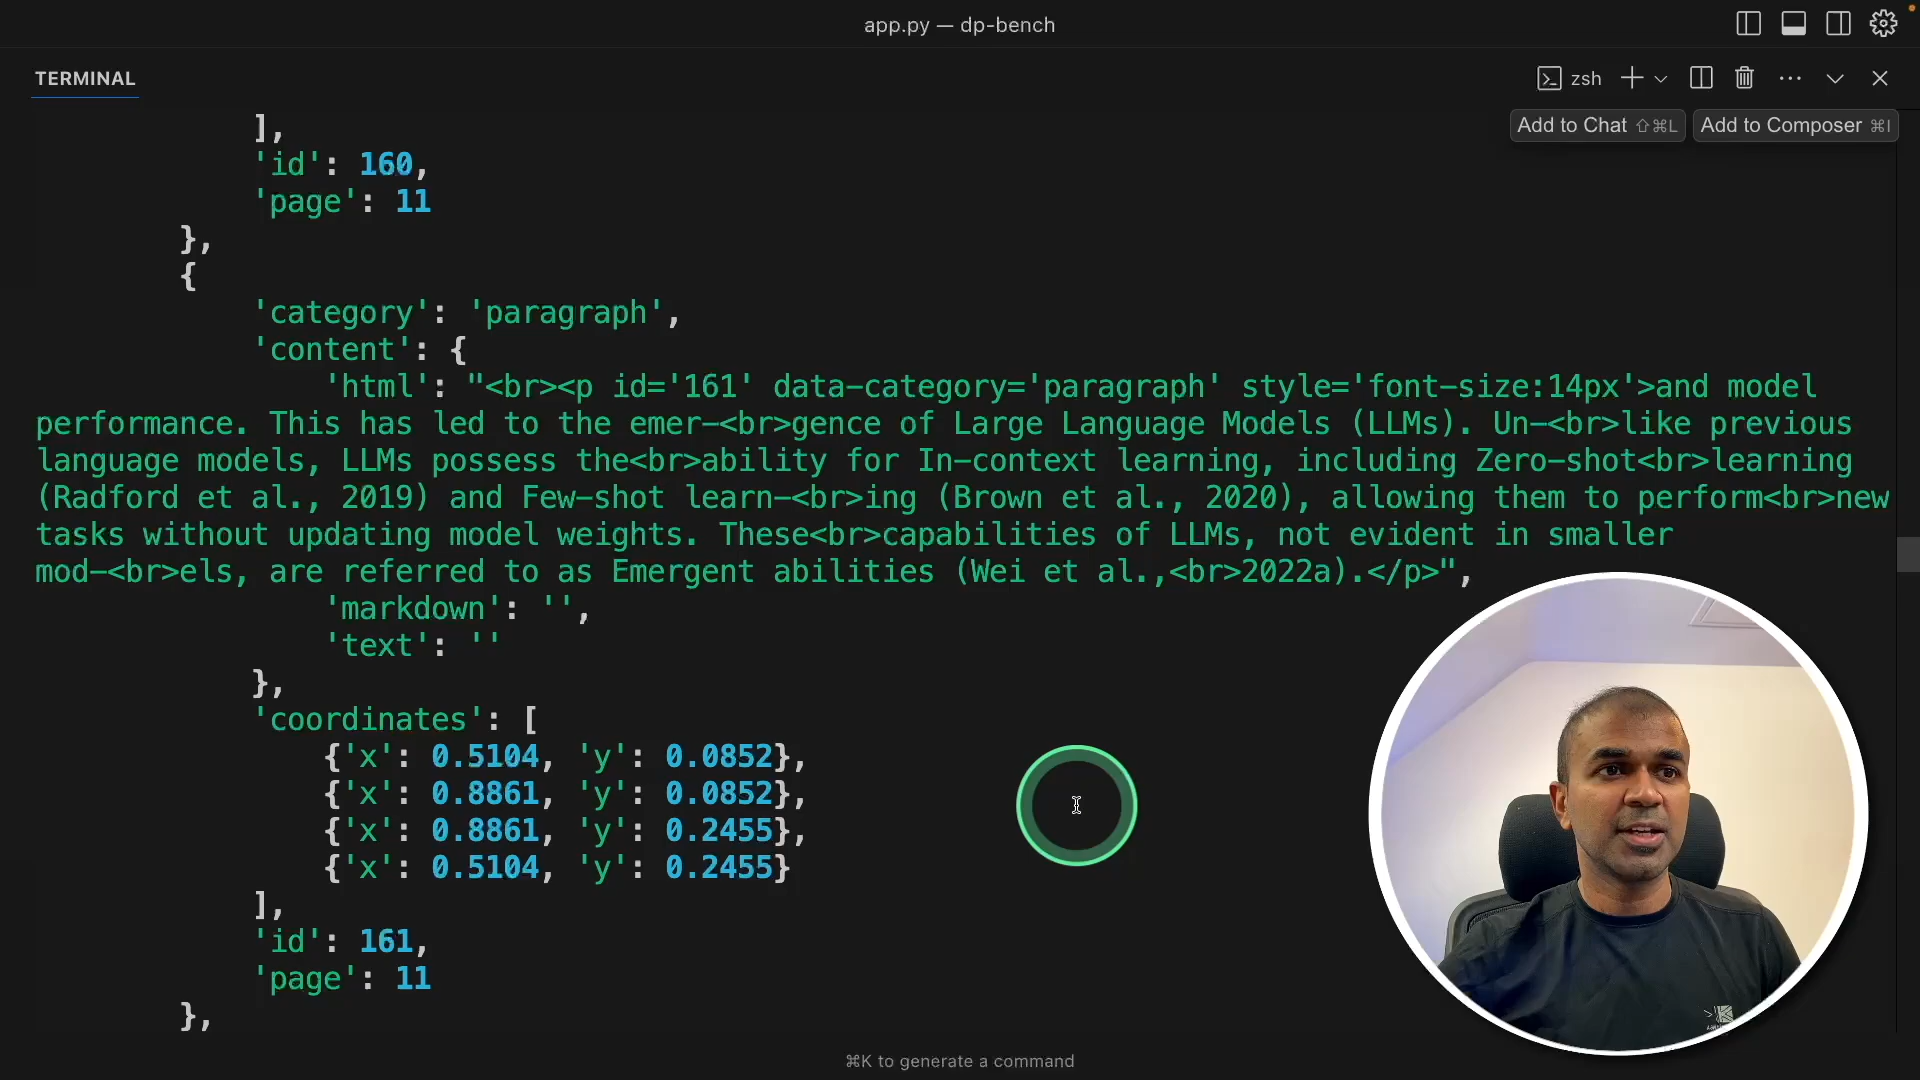 app.py — dp-bench
TERMINAL
zsh
Add to Chat ⇧⌘L
Add to Composer ⌘I
],
'id': 160,
'page': 11
},
{
'category': 'paragraph',
'content': {
'html': "<br><p id='161' data-category='paragraph' style='font-size:14px'>and model
performance. This has led to the emer-<br>gence of Large Language Models (LLMs). Un-<br>like previous
language models, LLMs possess the<br>ability for In-context learning, including Zero-shot<br>learning
(Radford et al., 2019) and Few-shot learn-<br>ing (Brown et al., 2020), allowing them to perform<br>new
tasks without updating model weights. These<br>capabilities of LLMs, not evident in smaller
mod-<br>els, are referred to as Emergent abilities (Wei et al.,<br>2022a).</p>",
'markdown': '',
'text': ''
},
'coordinates': [
{'x': 0.5104, 'y': 0.0852},
{'x': 0.8861, 'y': 0.0852},
{'x': 0.8861, 'y': 0.2455},
{'x': 0.5104, 'y': 0.2455}
],
'id': 161,
'page': 11
},
⌘K to generate a command